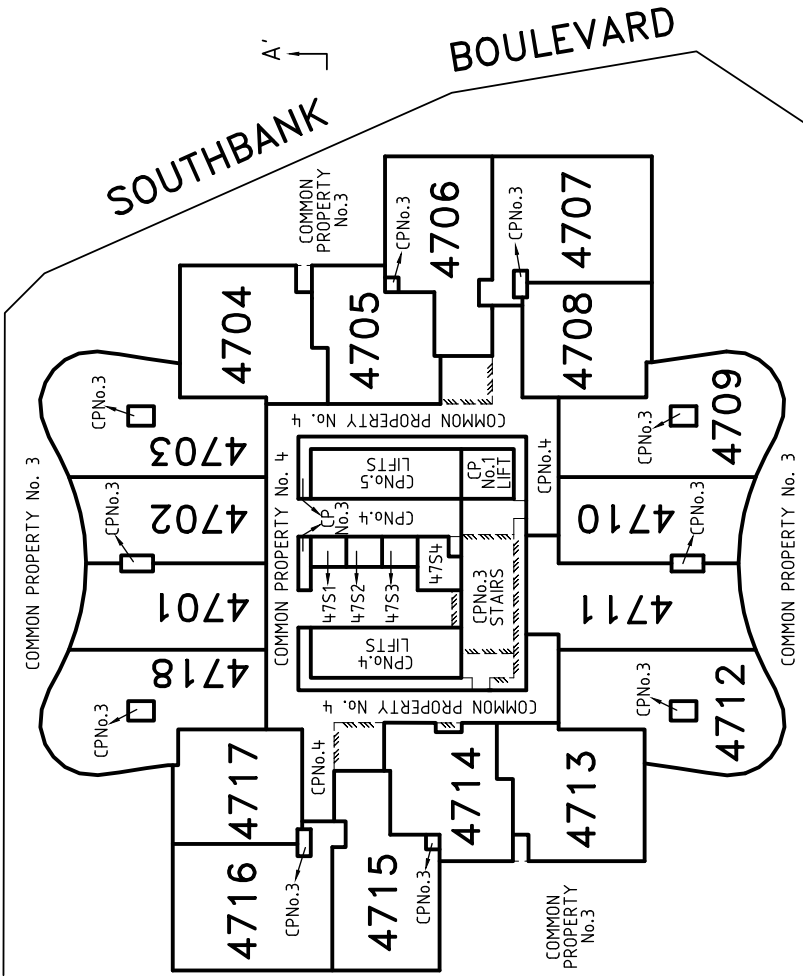 A'
SOUTHBANK
BOULEVARD
COMMON
PROPERTY
No.3
CPNo.3
4706
4707
CPNo.3
4704
4705
4708
CPNo.3
4703
COMMON PROPERTY No. 4
CPNo.3
4709
COMMON PROPERTY No. 3
4702
CPNo.3
COMMON PROPERTY No. 4
CPNo.5
LIFTS
CP
No.1
LIFT
CPNo.4
CP
No.3
CPNo.4
4710
CPNo.3
COMMON PROPERTY No. 3
4701
47S1
47S2
47S3
47S4
CPNo.3
STAIRS
4711
4718
CPNo.3
CPNo.4
LIFTS
COMMON PROPERTY No. 4
CPNo.3
4712
4717
CPNo.4
4714
4713
4716
CPNo.3
4715
CPNo.3
COMMON
PROPERTY
No.3